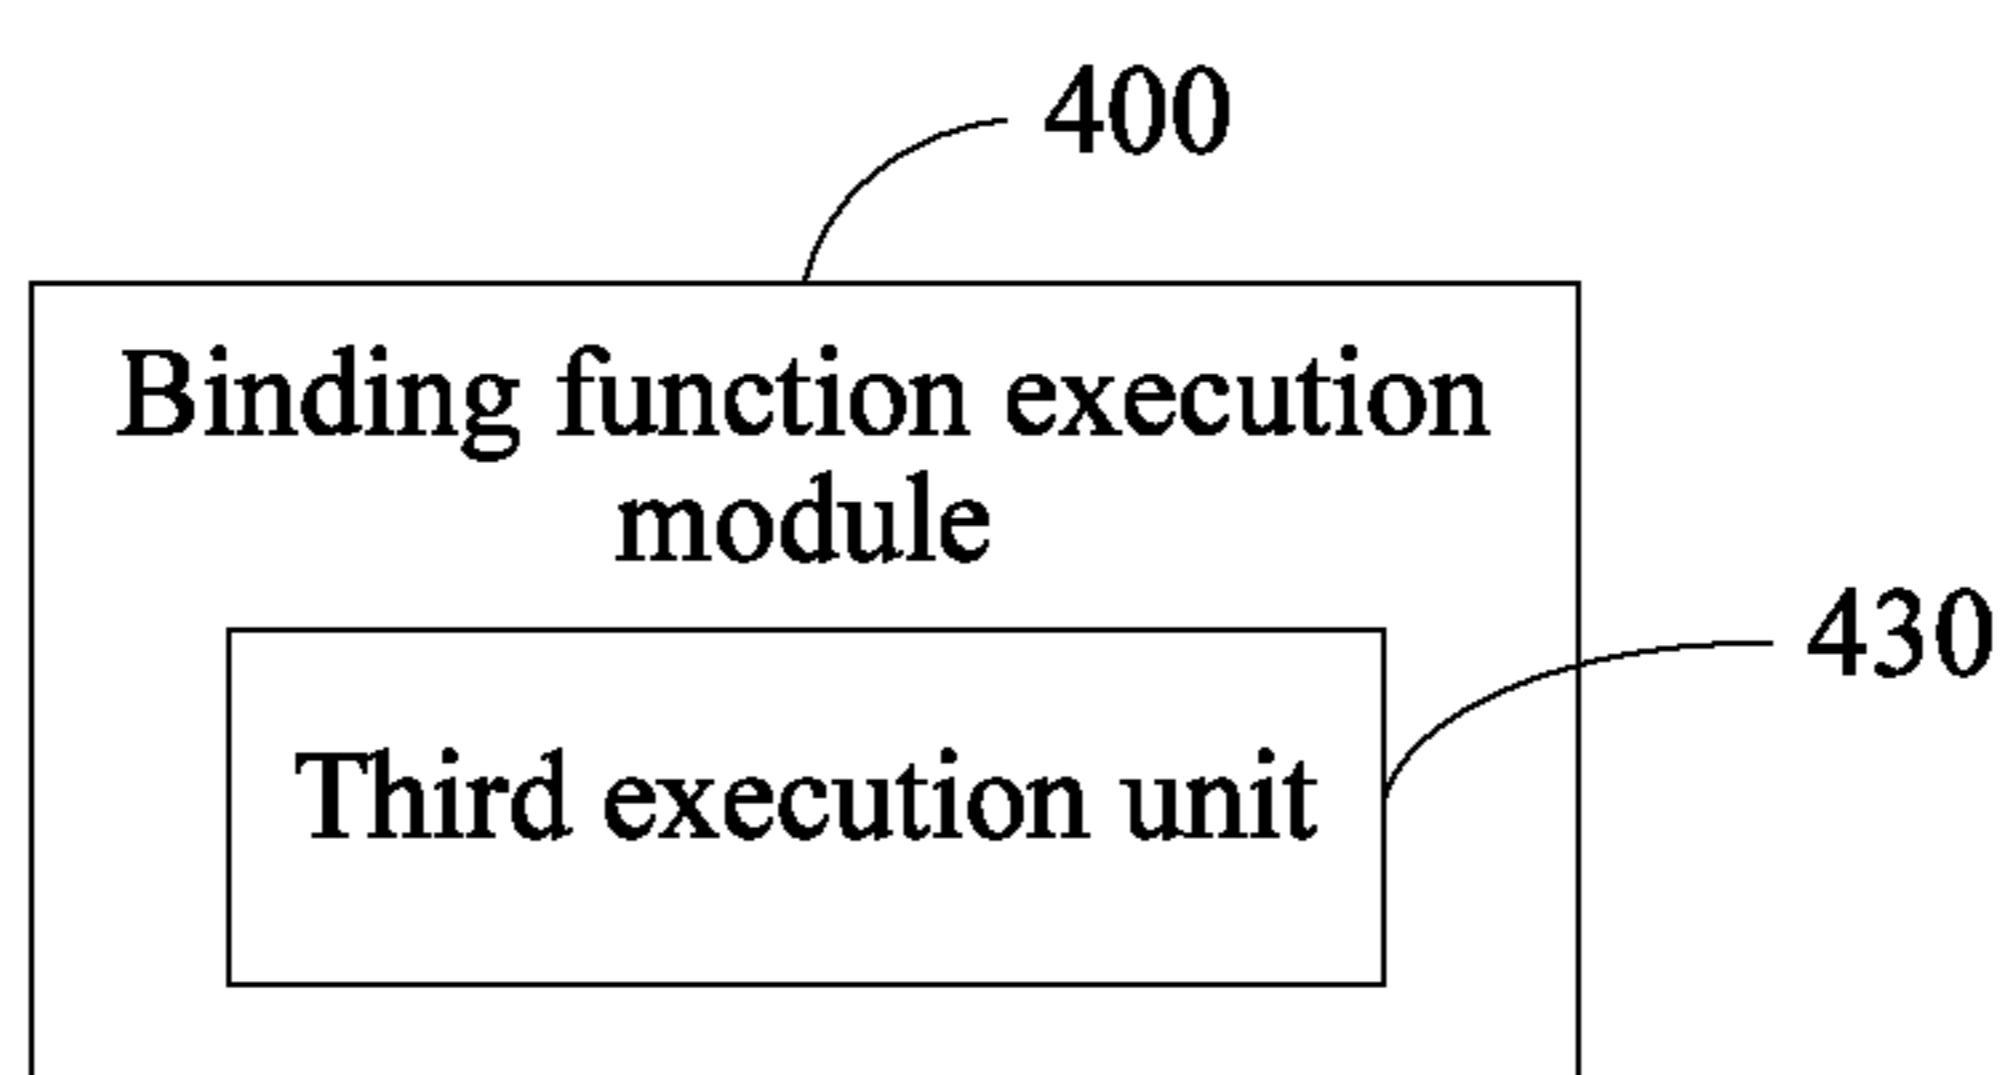 400
Binding function execution
module
430
Third execution unit